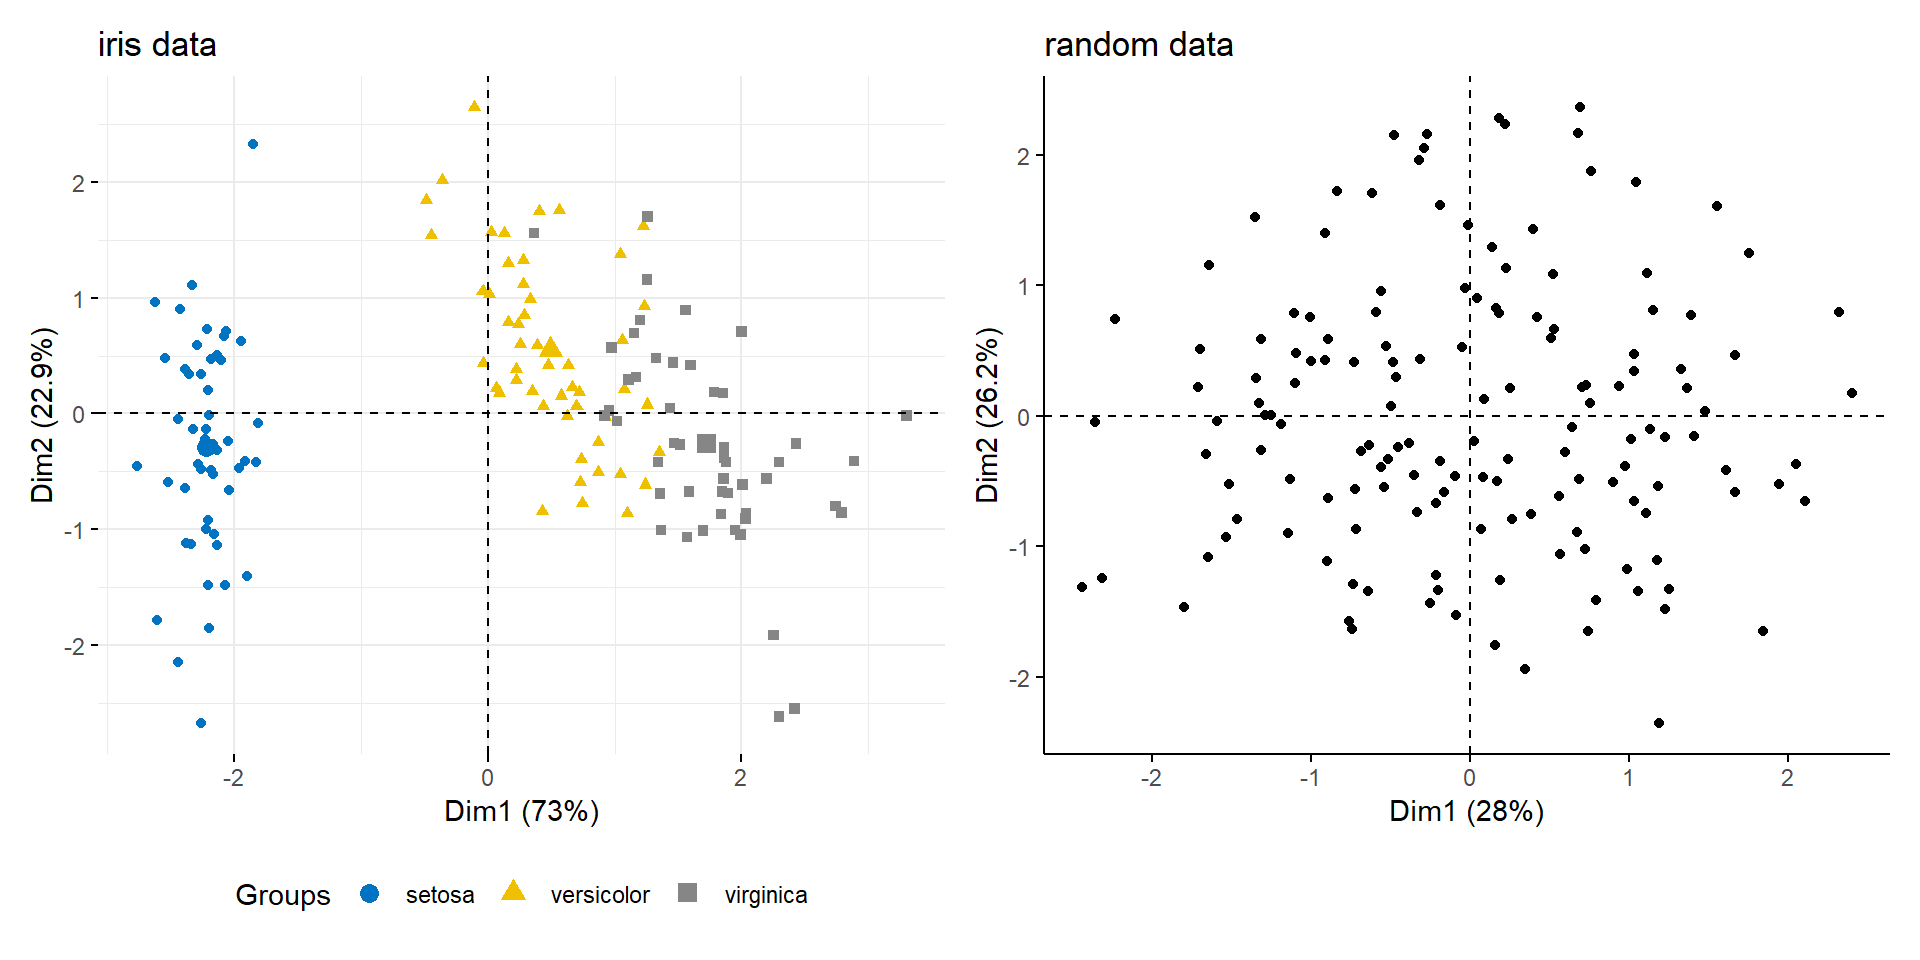 iris data
2
1
0
-1
-2
Dim2 (22.9%)
-2
0
2
Dim1 (73%)
Groups
setosa
versicolor
virginica
random data
2
1
0
-1
-2
Dim2 (26.2%)
-2
-1
0
1
2
Dim1 (28%)